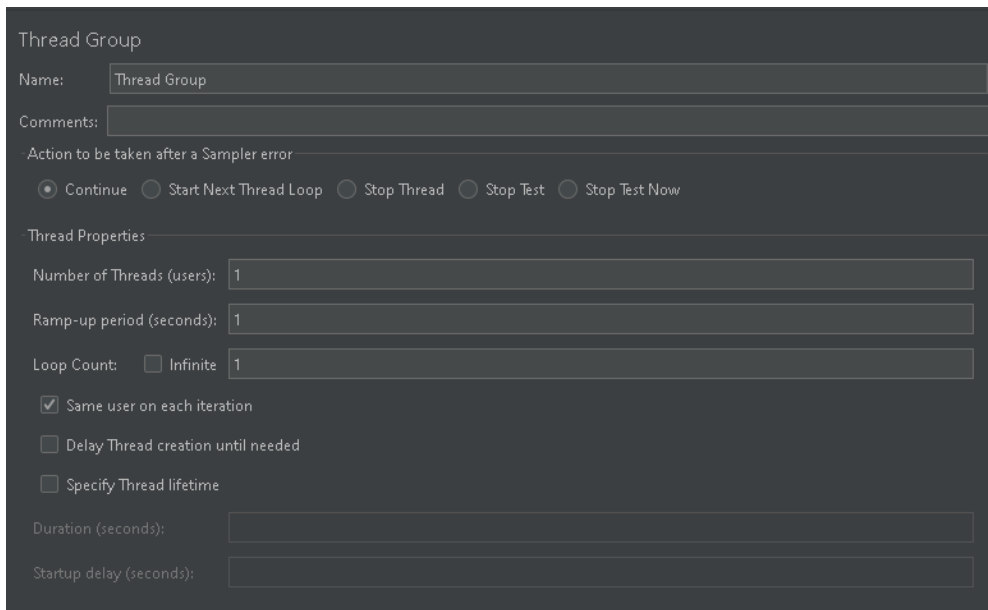 Thread Group
Name: Thread Group
Comments:
Action to be taken after a Sampler error
Continue Start Next Thread Loop Stop Thread Stop Test Stop Test Now
Thread Properties
Number of Threads (users): 1
Ramp-up period (seconds): 1
Loop Count: Infinite 1
Same user on each iteration
Delay Thread creation until needed
Specify Thread lifetime
Duration (seconds):
Startup delay (seconds):